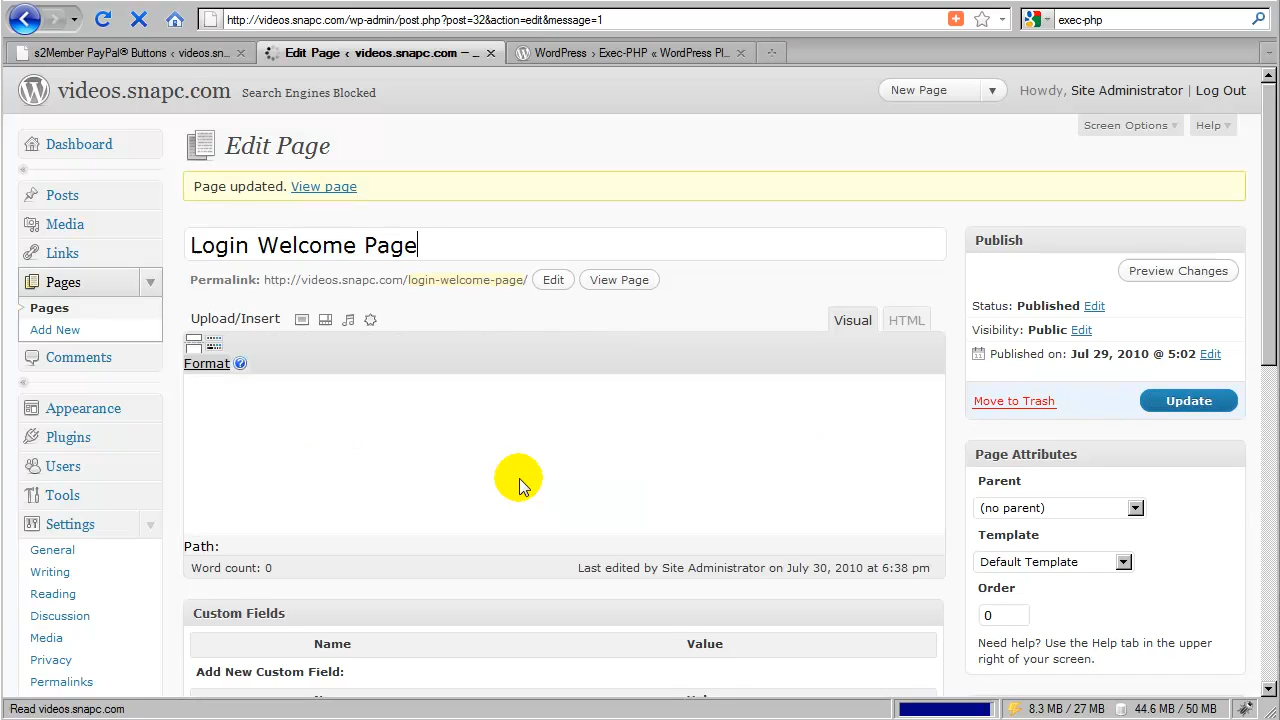 http://videos.snapc.com/wp-admin/post.php?post=32&action=edit&message=1
exec-php
s2Member PayPal® Buttons ‹ videos.sn...
Edit Page ‹ videos.snapc.com — ...
WordPress › Exec-PHP « WordPress Pl...
videos.snapc.com
Search Engines Blocked
New Page
Howdy, Site Administrator | Log Out
Screen Options
Help
Dashboard
Posts
Media
Links
Pages
Pages
Add New
Comments
Appearance
Plugins
Users
Tools
Settings
General
Writing
Reading
Discussion
Media
Privacy
Permalinks
Edit Page
Page updated. View page
Login Welcome Page
Permalink: http://videos.snapc.com/login-welcome-page/ Edit View Page
Upload/Insert
Visual
HTML
Format
Path:
Word count: 0
Last edited by Site Administrator on July 30, 2010 at 6:38 pm
Custom Fields
Name
Value
Add New Custom Field:
Publish
Preview Changes
Status: Published Edit
Visibility: Public Edit
Published on: Jul 29, 2010 @ 5:02 Edit
Move to Trash
Update
Page Attributes
Parent
(no parent)
Template
Default Template
Order
0
Need help? Use the Help tab in the upper
right of your screen.
Read videos.snapc.com
8.3 MB / 27 MB
44.6 MB / 50 MB